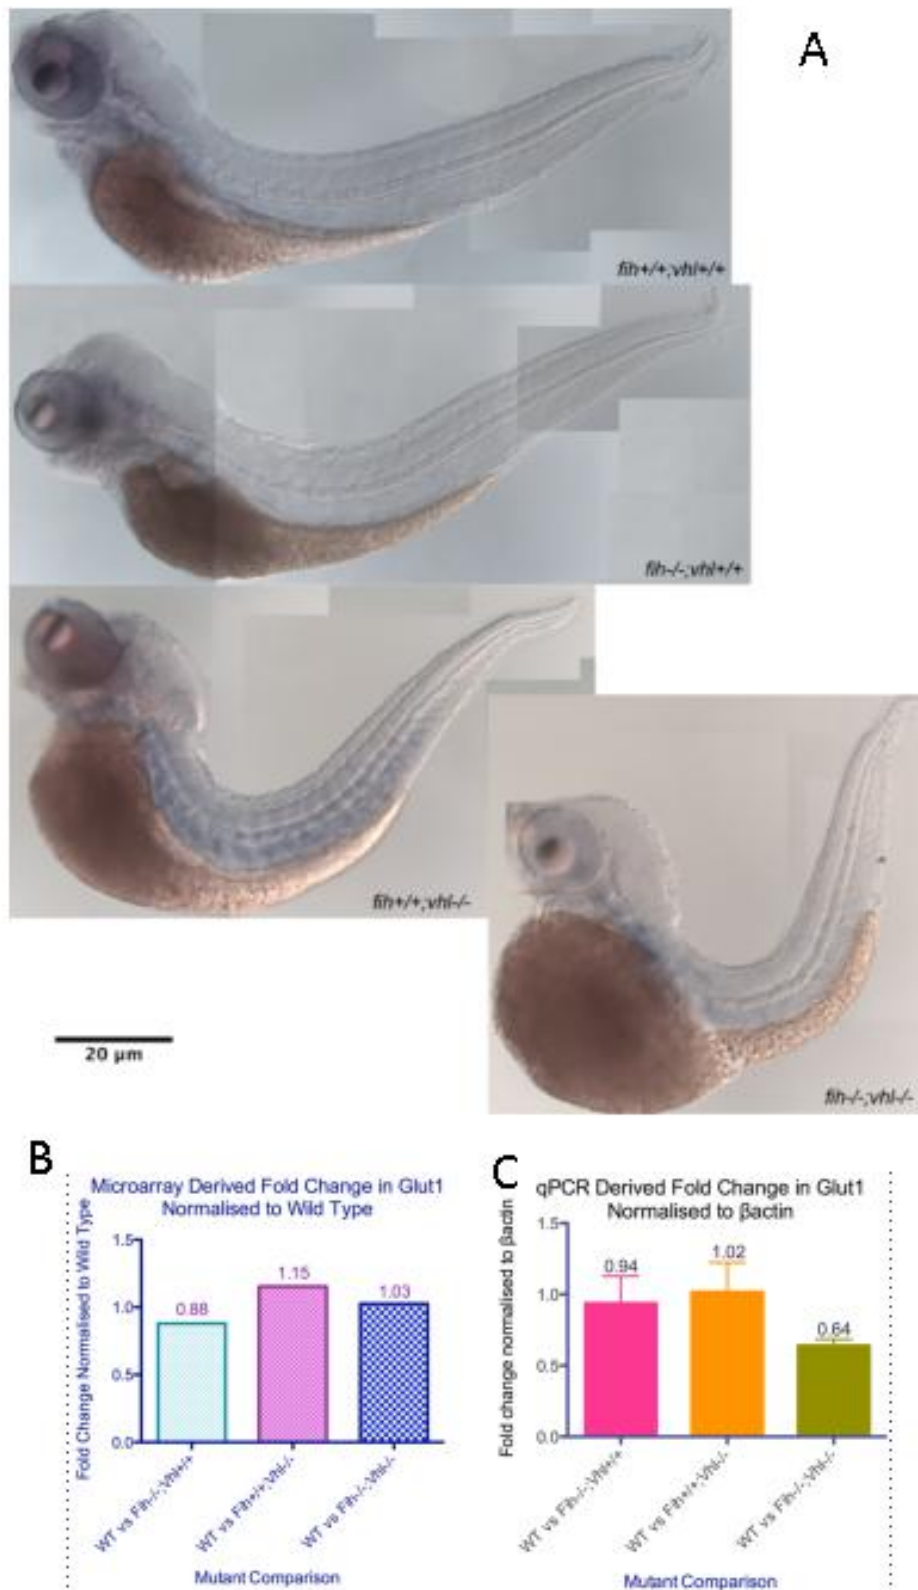 A
fih+/+;vhl+/+
fih-/-;vhl+/+
fih+/+;vhl-/-
20 µm
fih-/-;vhl-/-
B
Microarray Derived Fold Change in Glut1
Normalised to Wild Type
Fold Change Normalised to Wild Type
1.5
1.0
0.5
0.0
0.88
1.15
1.03
WT vs Fih-/-;Vhl+/+
WT vs Fih+/+;Vhl-/-
WT vs Fih-/-;Vhl-/-
Mutant Comparison
C
qPCR Derived Fold Change in Glut1
Normalised to βactin
Fold change normalised to βactin
1.5
1.0
0.5
0.0
0.94
1.02
0.64
WT vs Fih-/-;Vhl+/+
WT vs Fih+/+;Vhl-/-
WT vs Fih-/-;Vhl-/-
Mutant Comparison